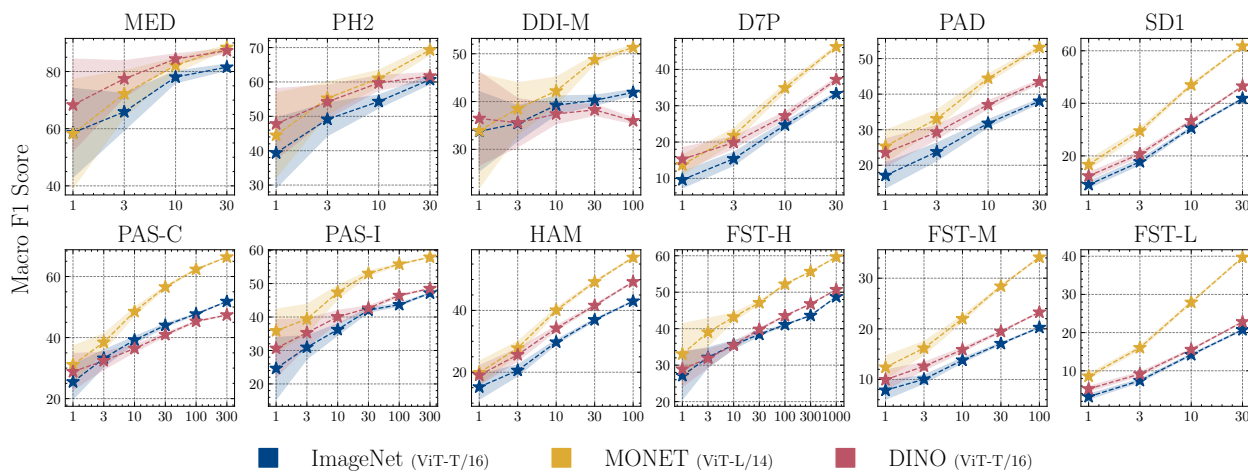 MED PH2 DDI-M D7P PAD SD1
80 60 40
70 60 50 40 30
50 40 30
40 30 20 10
50 40 30 20
60 40 20
1 3 10 30 1 3 10 30 1 3 10 30 100 1 3 10 30 1 3 10 30 1 3 10 30
Macro F1 Score
PAS-C PAS-I HAM FST-H FST-M FST-L
60 40 20
60 50 40 30 20
40 20
60 50 40 30 20
30 20 10
40 30 20 10
1 3 10 30 100 300 1 3 10 30 100 300 1 3 10 30 100 1 3 10 30 100 300 1000 1 3 10 30 100 1 3 10 30
ImageNet (ViT-T/16) MONET (ViT-L/14) DINO (ViT-T/16)